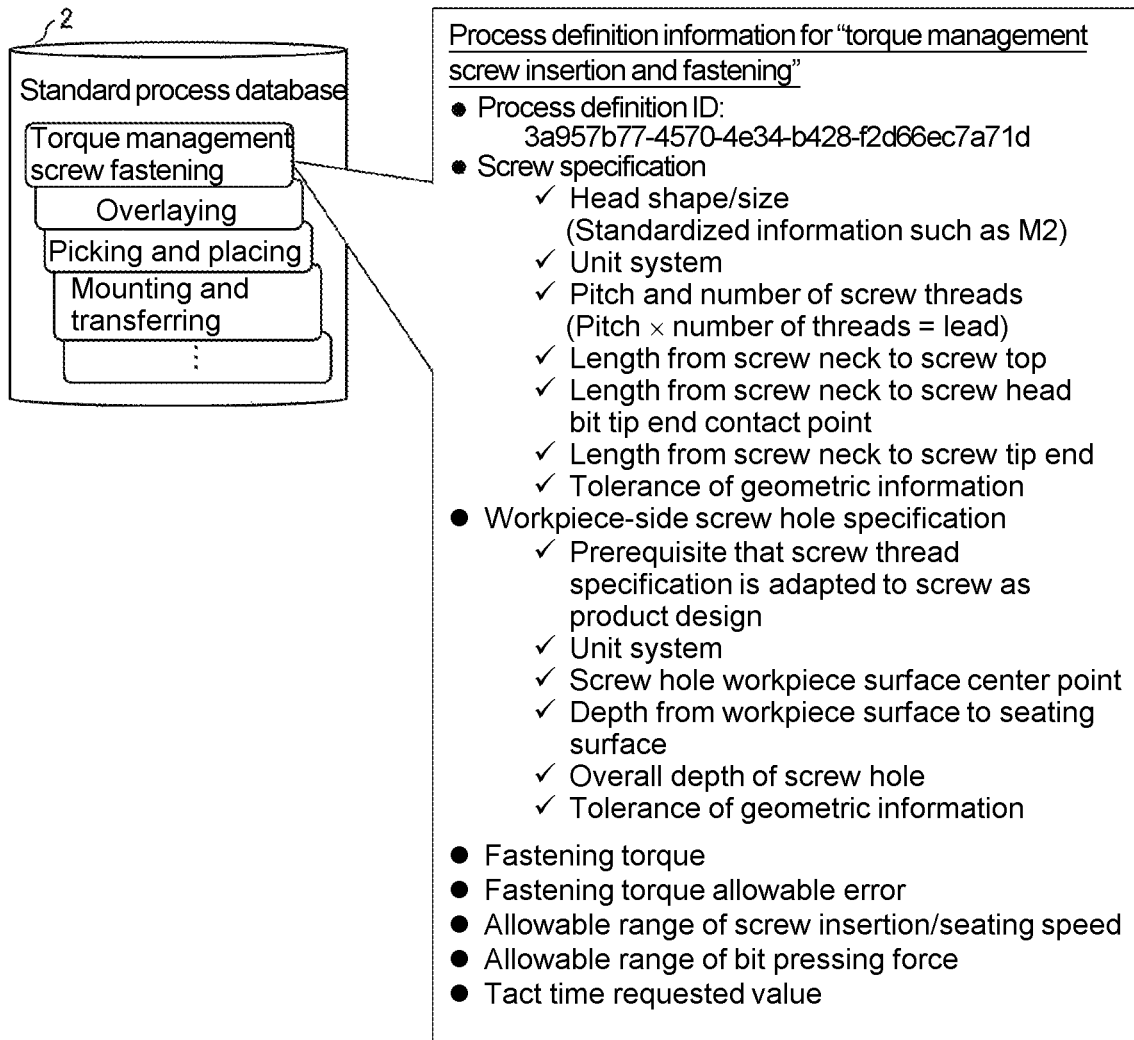 2
Standard process database
Torque management
screw fastening
Overlaying
Picking and placing
Mounting and
transferring
⋮
Process definition information for “torque management
screw insertion and fastening”
● Process definition ID:
3a957b77-4570-4e34-b428-f2d66ec7a71d
● Screw specification
✓ Head shape/size
(Standardized information such as M2)
✓ Unit system
✓ Pitch and number of screw threads
(Pitch × number of threads = lead)
✓ Length from screw neck to screw top
✓ Length from screw neck to screw head
bit tip end contact point
✓ Length from screw neck to screw tip end
✓ Tolerance of geometric information
● Workpiece-side screw hole specification
✓ Prerequisite that screw thread
specification is adapted to screw as
product design
✓ Unit system
✓ Screw hole workpiece surface center point
✓ Depth from workpiece surface to seating
surface
✓ Overall depth of screw hole
✓ Tolerance of geometric information
● Fastening torque
● Fastening torque allowable error
● Allowable range of screw insertion/seating speed
● Allowable range of bit pressing force
● Tact time requested value